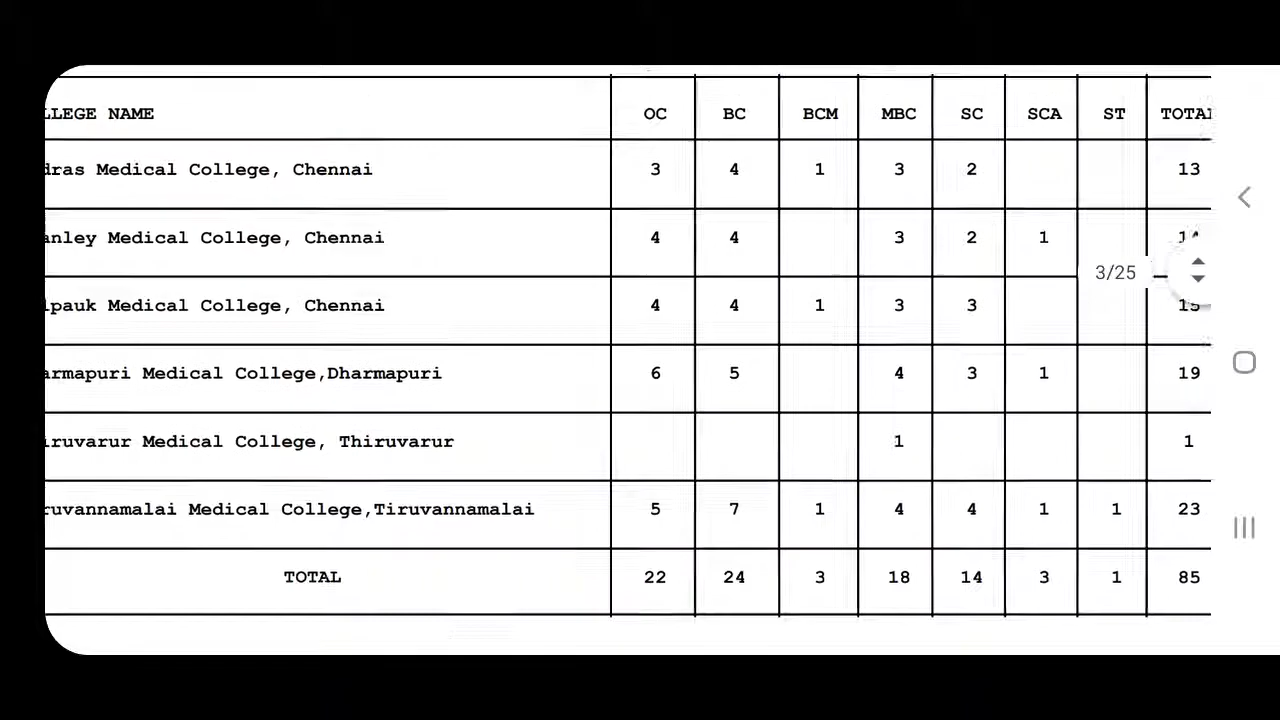 LLEGE NAME OC BC BCM MBC SC SCA ST TOTAL
dras Medical College, Chennai 3 4 1 3 2 13
anley Medical College, Chennai 4 4 3 2 1
3/25
lpauk Medical College, Chennai 4 4 1 3 3 15
armapuri Medical College,Dharmapuri 6 5 4 3 1 19
iruvarur Medical College, Thiruvarur 1 1
ruvannamalai Medical College,Tiruvannamalai 5 7 1 4 4 1 1 23
TOTAL 22 24 3 18 14 3 1 85